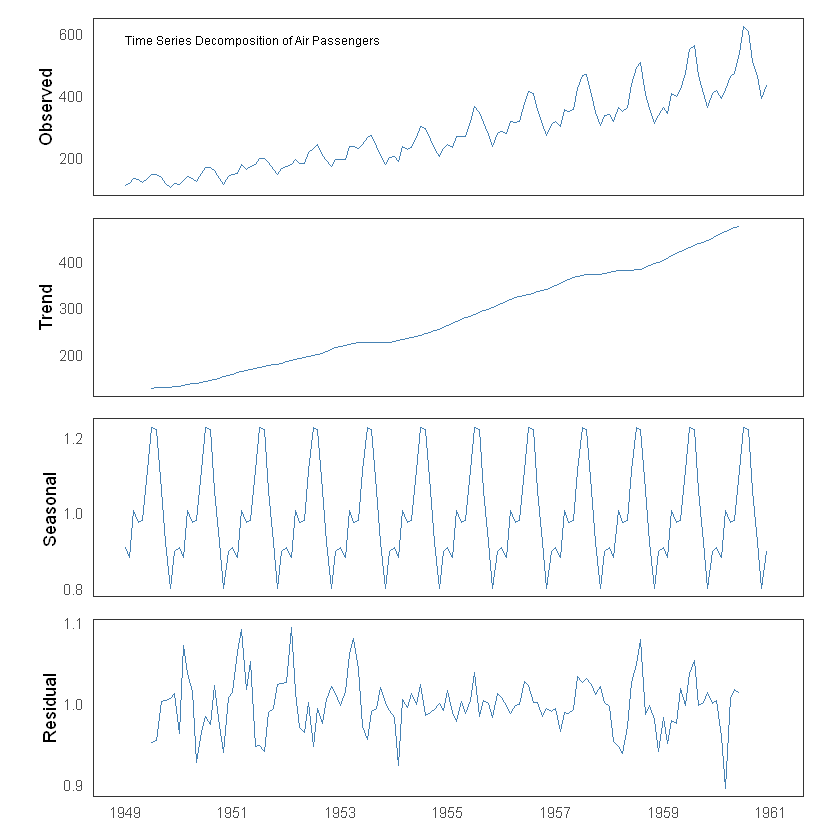 Time Series Decomposition of Air Passengers
Observed
600
400
200
Trend
400
300
200
Seasonal
1.2
1.0
0.8
Residual
1.1
1.0
0.9
1949 1951 1953 1955 1957 1959 1961